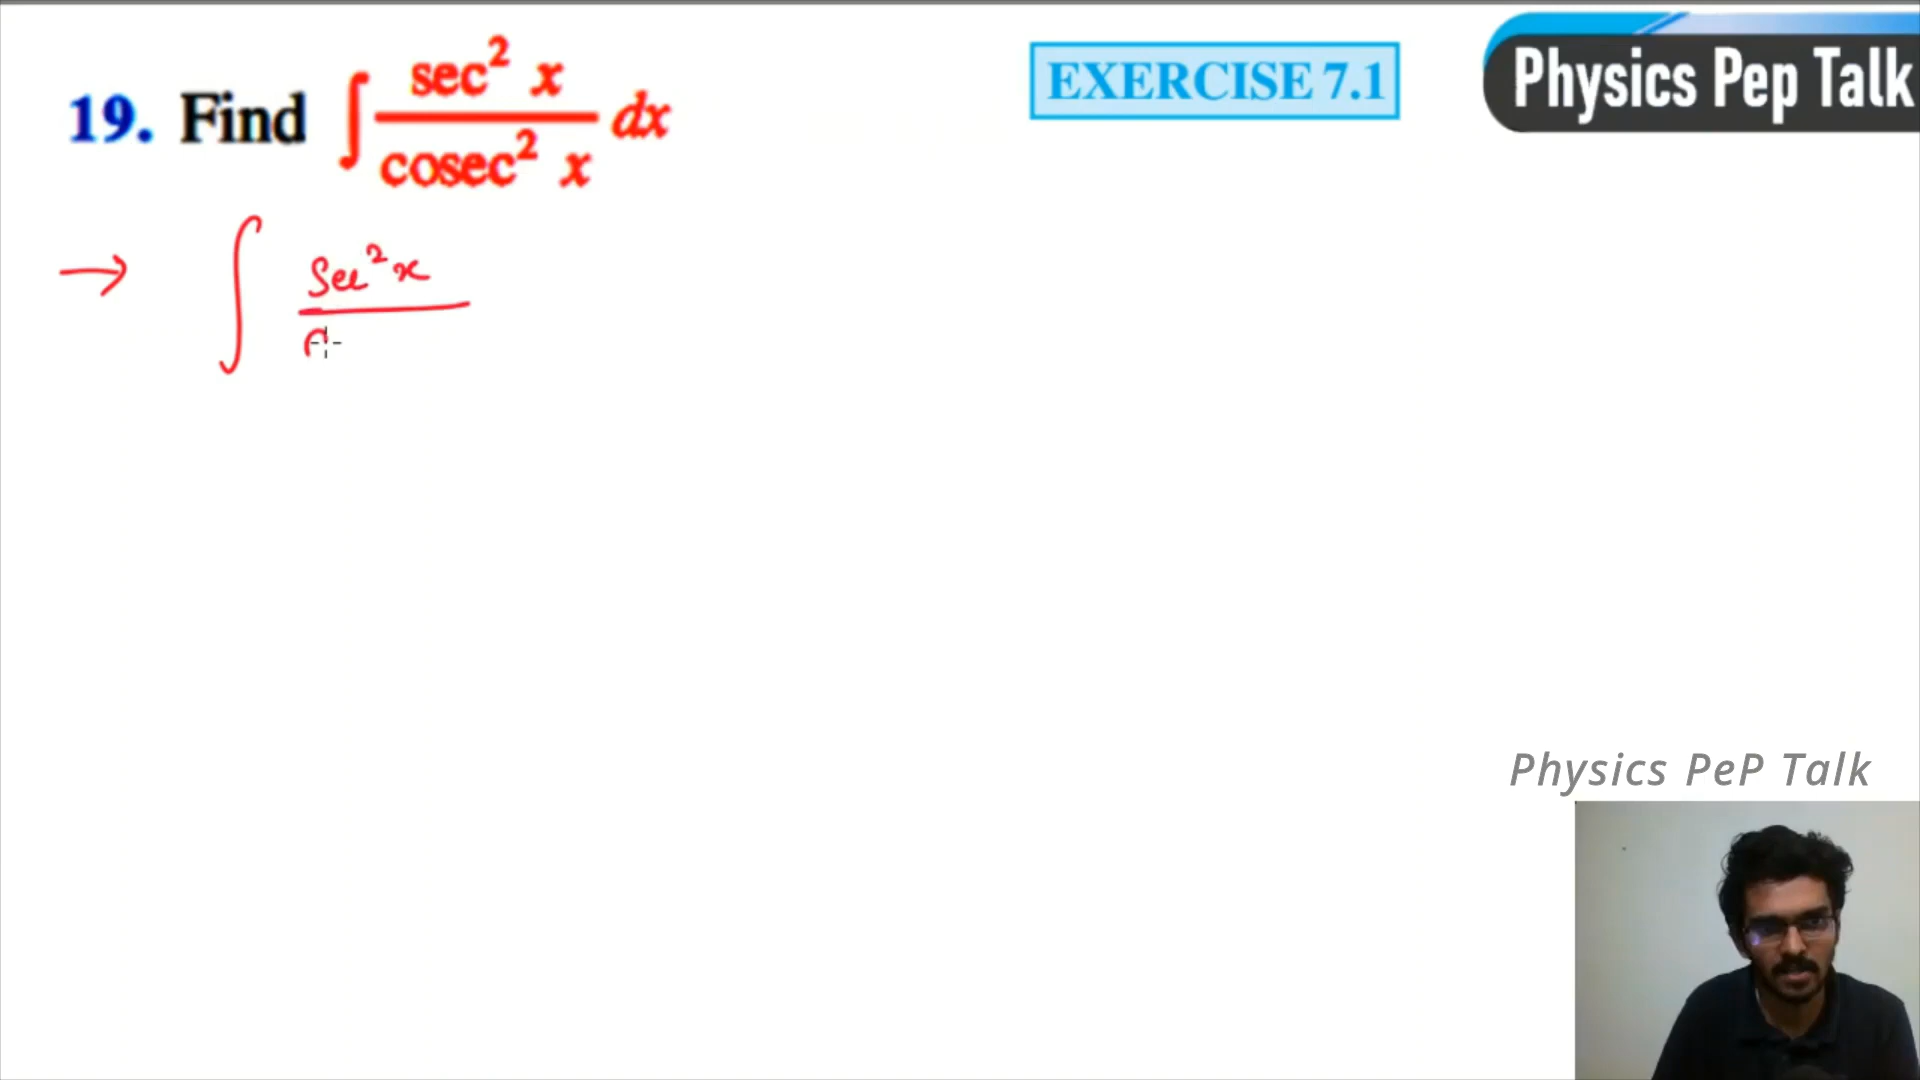 19. Find ∫ sec² x / cosec² x dx
EXERCISE 7.1
Physics Pep Talk
→ ∫ Sec²x
Physics PeP Talk